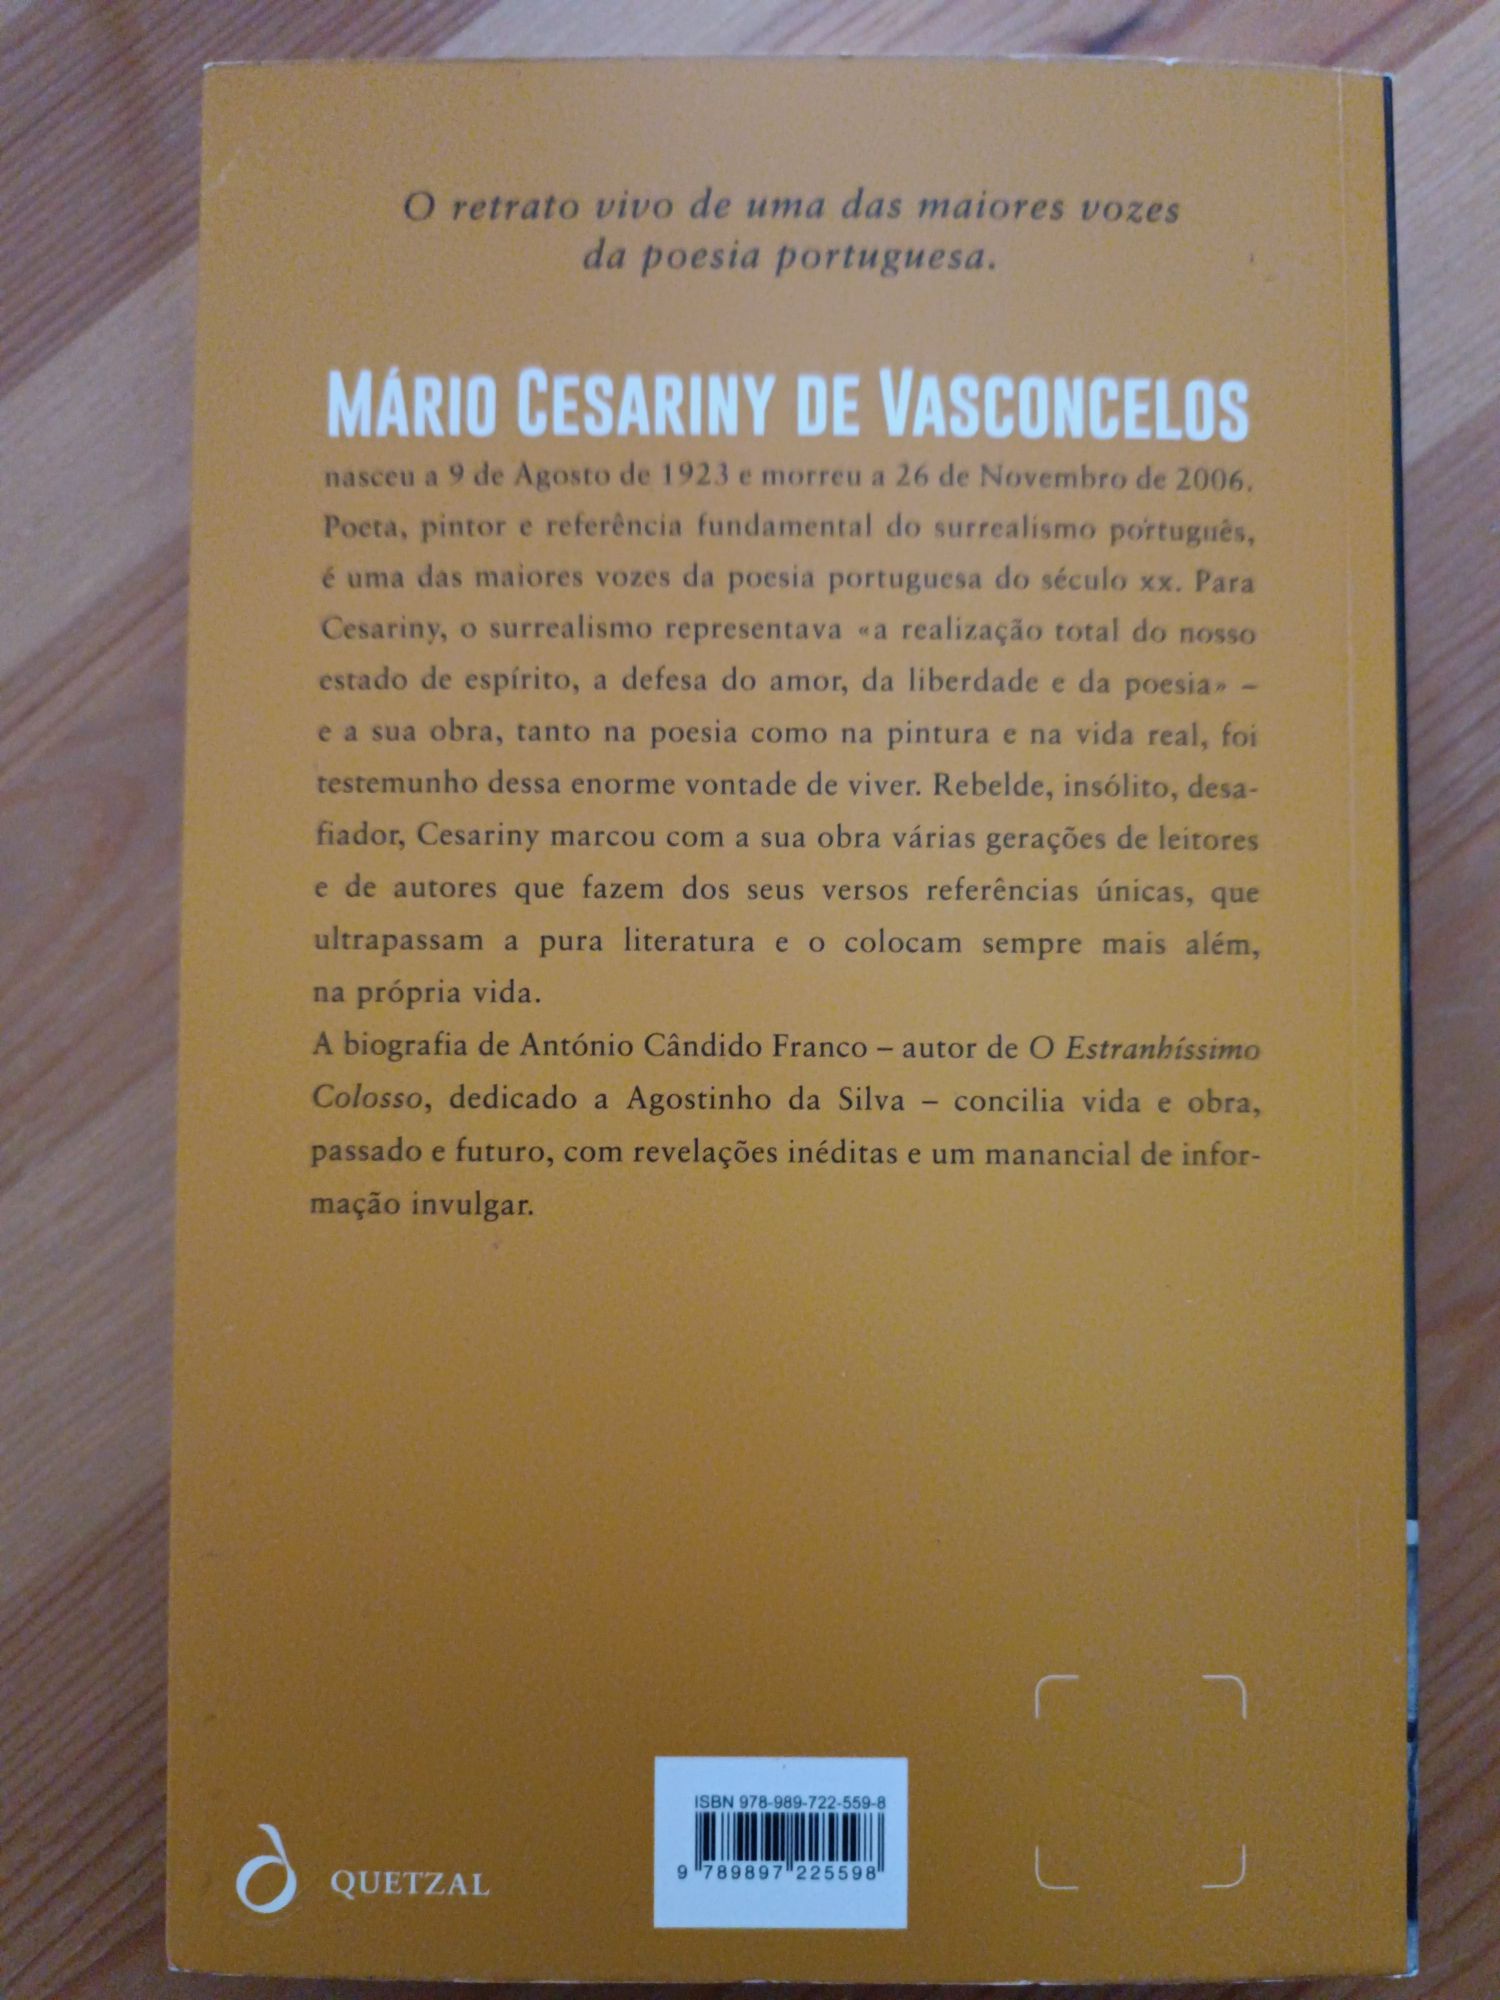 O retrato vivo de uma das maiores vozes
da poesia portuguesa.
MÁRIO CESARINY DE VASCONCELOS
nasceu a 9 de Agosto de 1923 e morreu a 26 de Novembro de 2006.
Poeta, pintor e referência fundamental do surrealismo português,
é uma das maiores vozes da poesia portuguesa do século XX. Para
Cesariny, o surrealismo representava «a realização total do nosso
estado de espírito, a defesa do amor, da liberdade e da poesia» –
e a sua obra, tanto na poesia como na pintura e na vida real, foi
testemunho dessa enorme vontade de viver. Rebelde, insólito, desa-
fiador, Cesariny marcou com a sua obra várias gerações de leitores
e de autores que fazem dos seus versos referências únicas, que
ultrapassam a pura literatura e o colocam sempre mais além,
na própria vida.
A biografia de António Cândido Franco – autor de O Estranhíssimo
Colosso, dedicado a Agostinho da Silva – concilia vida e obra,
passado e futuro, com revelações inéditas e um manancial de infor-
mação invulgar.
ISBN 978-989-722-559-8
9 789897 225598
QUETZAL